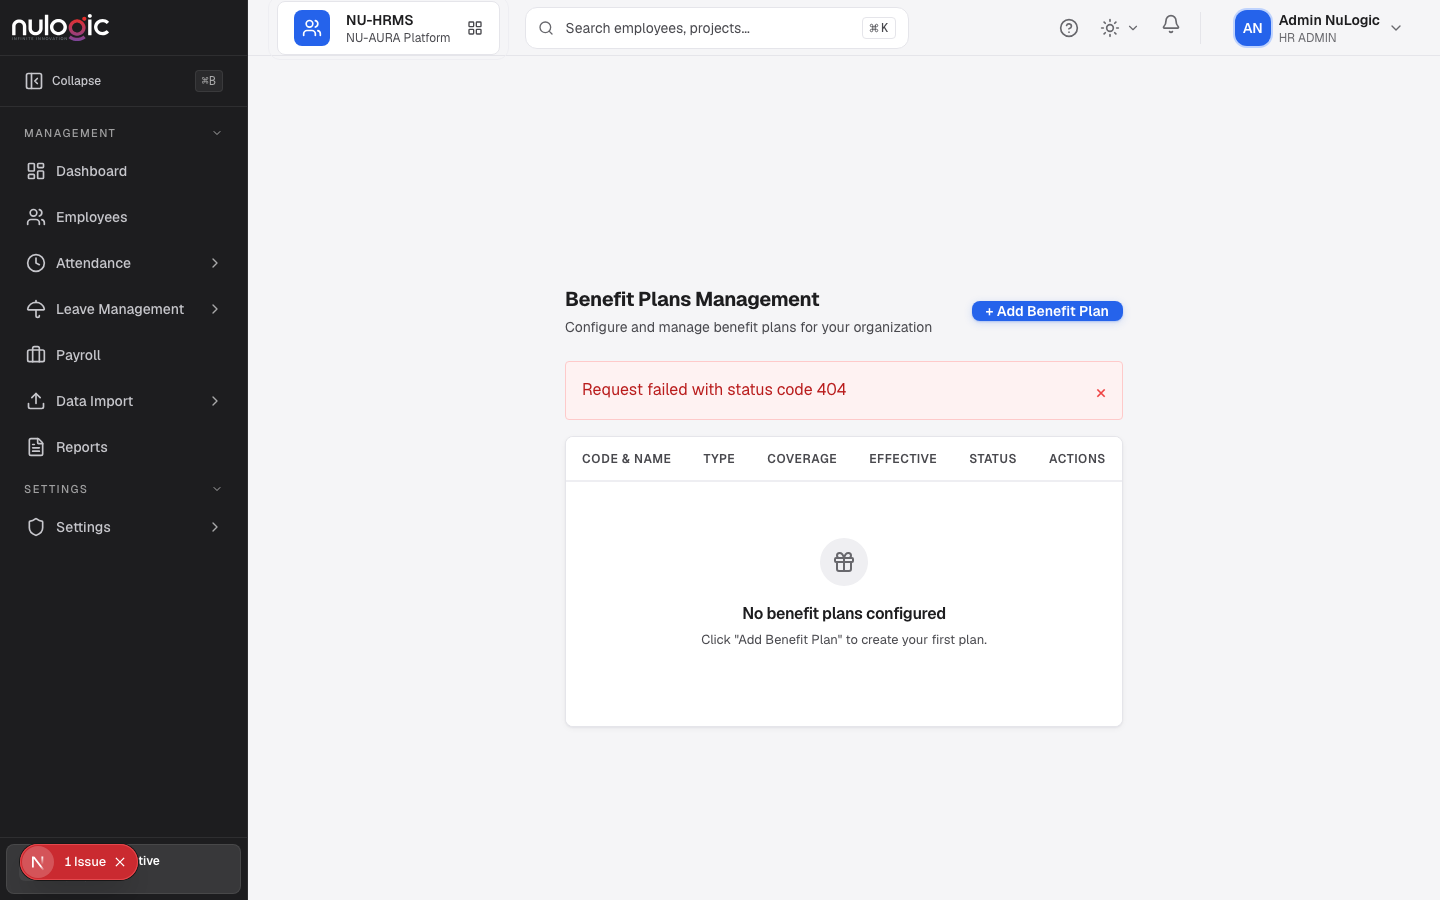 nulogic
NU-HRMS
NU-AURA Platform
Search employees, projects...
⌘K
AN
Admin NuLogic
HR ADMIN
Collapse
⌘B
MANAGEMENT
Dashboard
Employees
Attendance
Leave Management
Payroll
Data Import
Reports
SETTINGS
Settings
Benefit Plans Management
Configure and manage benefit plans for your organization
+ Add Benefit Plan
Request failed with status code 404
×
CODE & NAME TYPE COVERAGE EFFECTIVE STATUS ACTIONS
No benefit plans configured
Click "Add Benefit Plan" to create your first plan.
N 1 Issue × tive